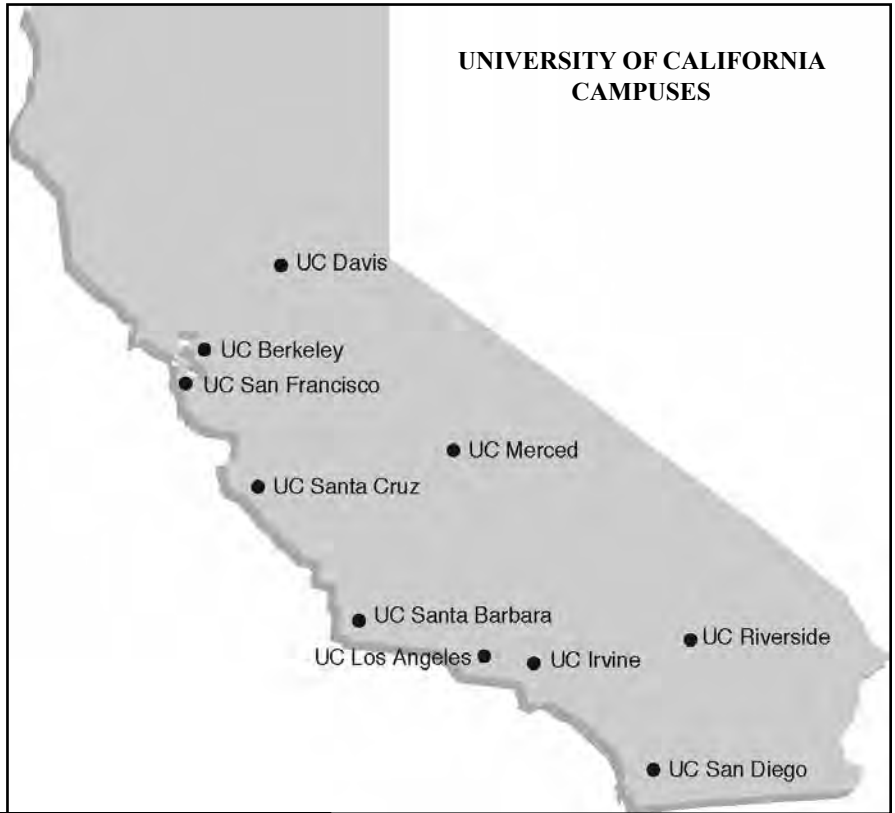 UNIVERSITY OF CALIFORNIA
CAMPUSES
UC Davis
UC Berkeley
UC San Francisco
UC Merced
UC Santa Cruz
UC Santa Barbara
UC Los Angeles
UC Irvine
UC Riverside
UC San Diego